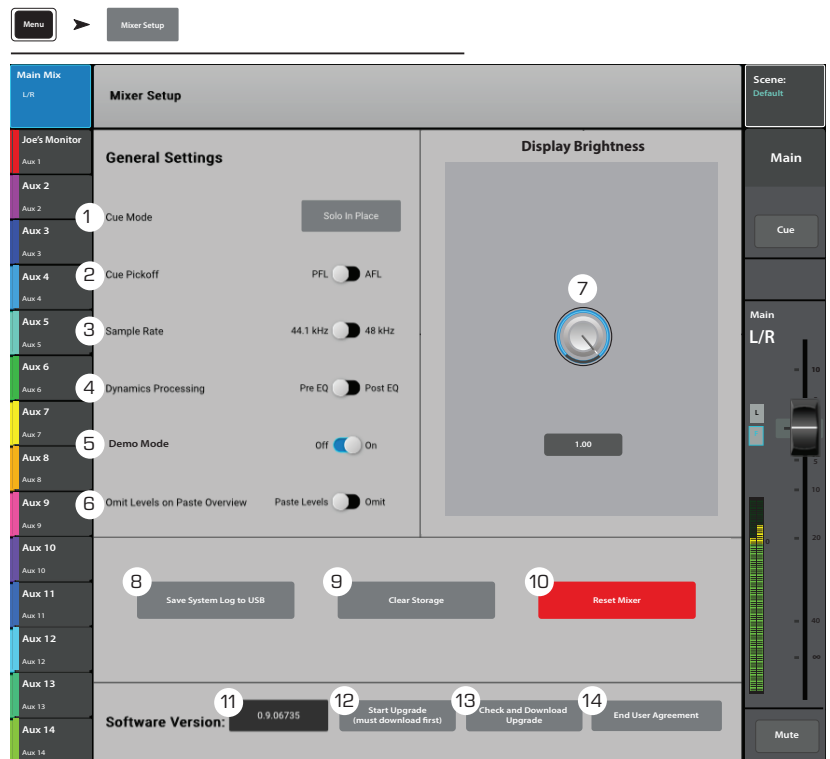 Menu
Mixer Setup
Main Mix
L/R
Mixer Setup
Scene:
Default
Joe's Monitor
Aux 1
Aux 2
Aux 2
Aux 3
Aux 3
Aux 4
Aux 4
Aux 5
Aux 5
Aux 6
Aux 6
Aux 7
Aux 7
Aux 8
Aux 8
Aux 9
Aux 9
Aux 10
Aux 10
Aux 11
Aux 11
Aux 12
Aux 12
Aux 13
Aux 13
Aux 14
Aux 14
General Settings
1 Cue Mode Solo In Place
2 Cue Pickoff PFL AFL
3 Sample Rate 44.1 kHz 48 kHz
4 Dynamics Processing Pre EQ Post EQ
5 Demo Mode Off On
6 Omit Levels on Paste Overview Paste Levels Omit
Display Brightness
7
1.00
8 Save System Log to USB
9 Clear Storage
10 Reset Mixer
Software Version:
11 0.9.06735
12 Start Upgrade
(must download first)
13 Check and Download
Upgrade
14 End User Agreement
Main
Cue
Main
L/R
10
L
5
10
0
20
40
∞
Mute